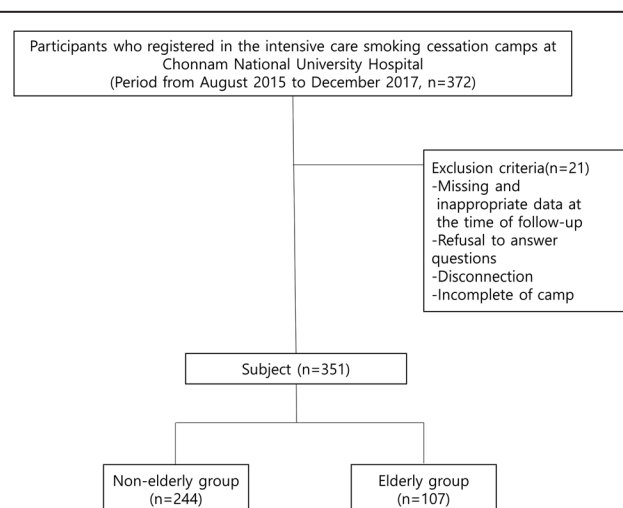 Participants who registered in the intensive care smoking cessation camps at
Chonnam National University Hospital
(Period from August 2015 to December 2017, n=372)
Exclusion criteria(n=21)
-Missing and
inappropriate data at
the time of follow-up
-Refusal to answer
questions
-Disconnection
-Incomplete of camp
Subject (n=351)
Non-elderly group
(n=244)
Elderly group
(n=107)